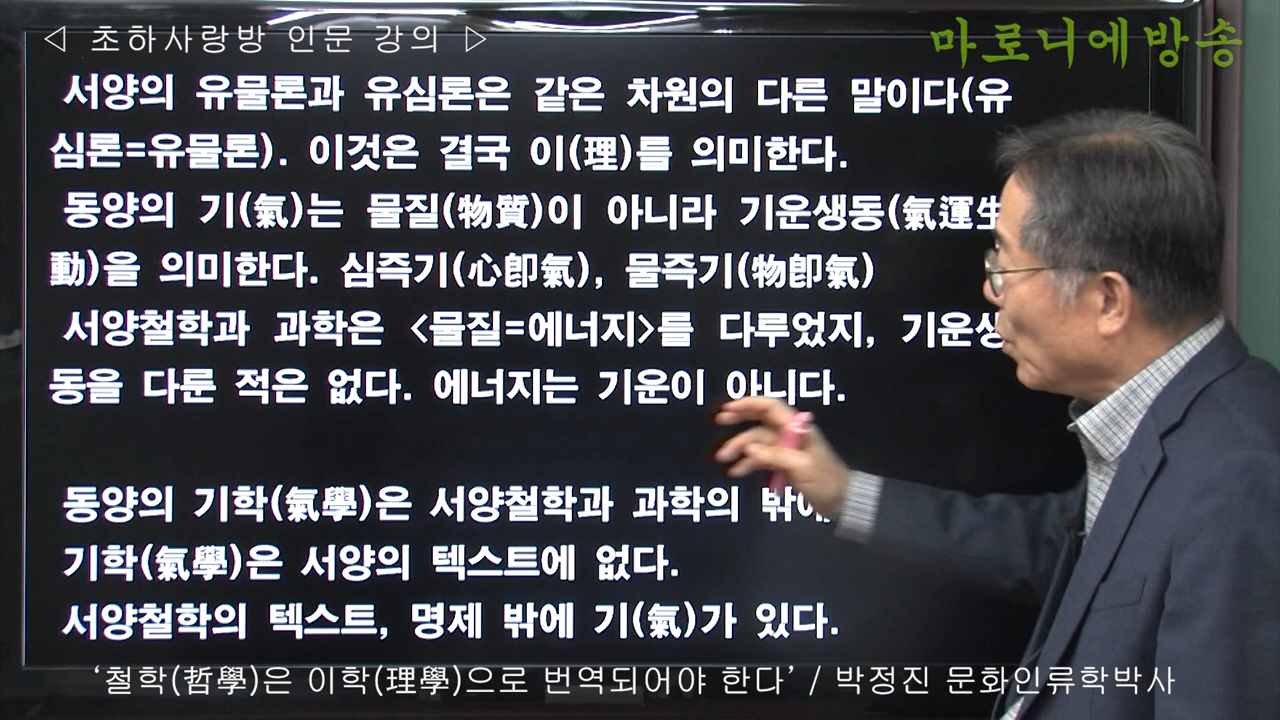 ◁ 초하사랑방 인문 강의 ▷
마로니에방송
서양의 유물론과 유심론은 같은 차원의 다른 말이다(유
심론=유물론). 이것은 결국 이(理)를 의미한다.
동양의 기(氣)는 물질(物質)이 아니라 기운생동(氣運生
動)을 의미한다. 심즉기(心卽氣), 물즉기(物卽氣)
서양철학과 과학은 <물질=에너지>를 다루었지, 기운생
동을 다룬 적은 없다. 에너지는 기운이 아니다.
동양의 기학(氣學)은 서양철학과 과학의 밖에
기학(氣學)은 서양의 텍스트에 없다.
서양철학의 텍스트, 명제 밖에 기(氣)가 있다.
‘철학(哲學)은 이학(理學)으로 번역되어야 한다’ / 박정진 문화인류학박사